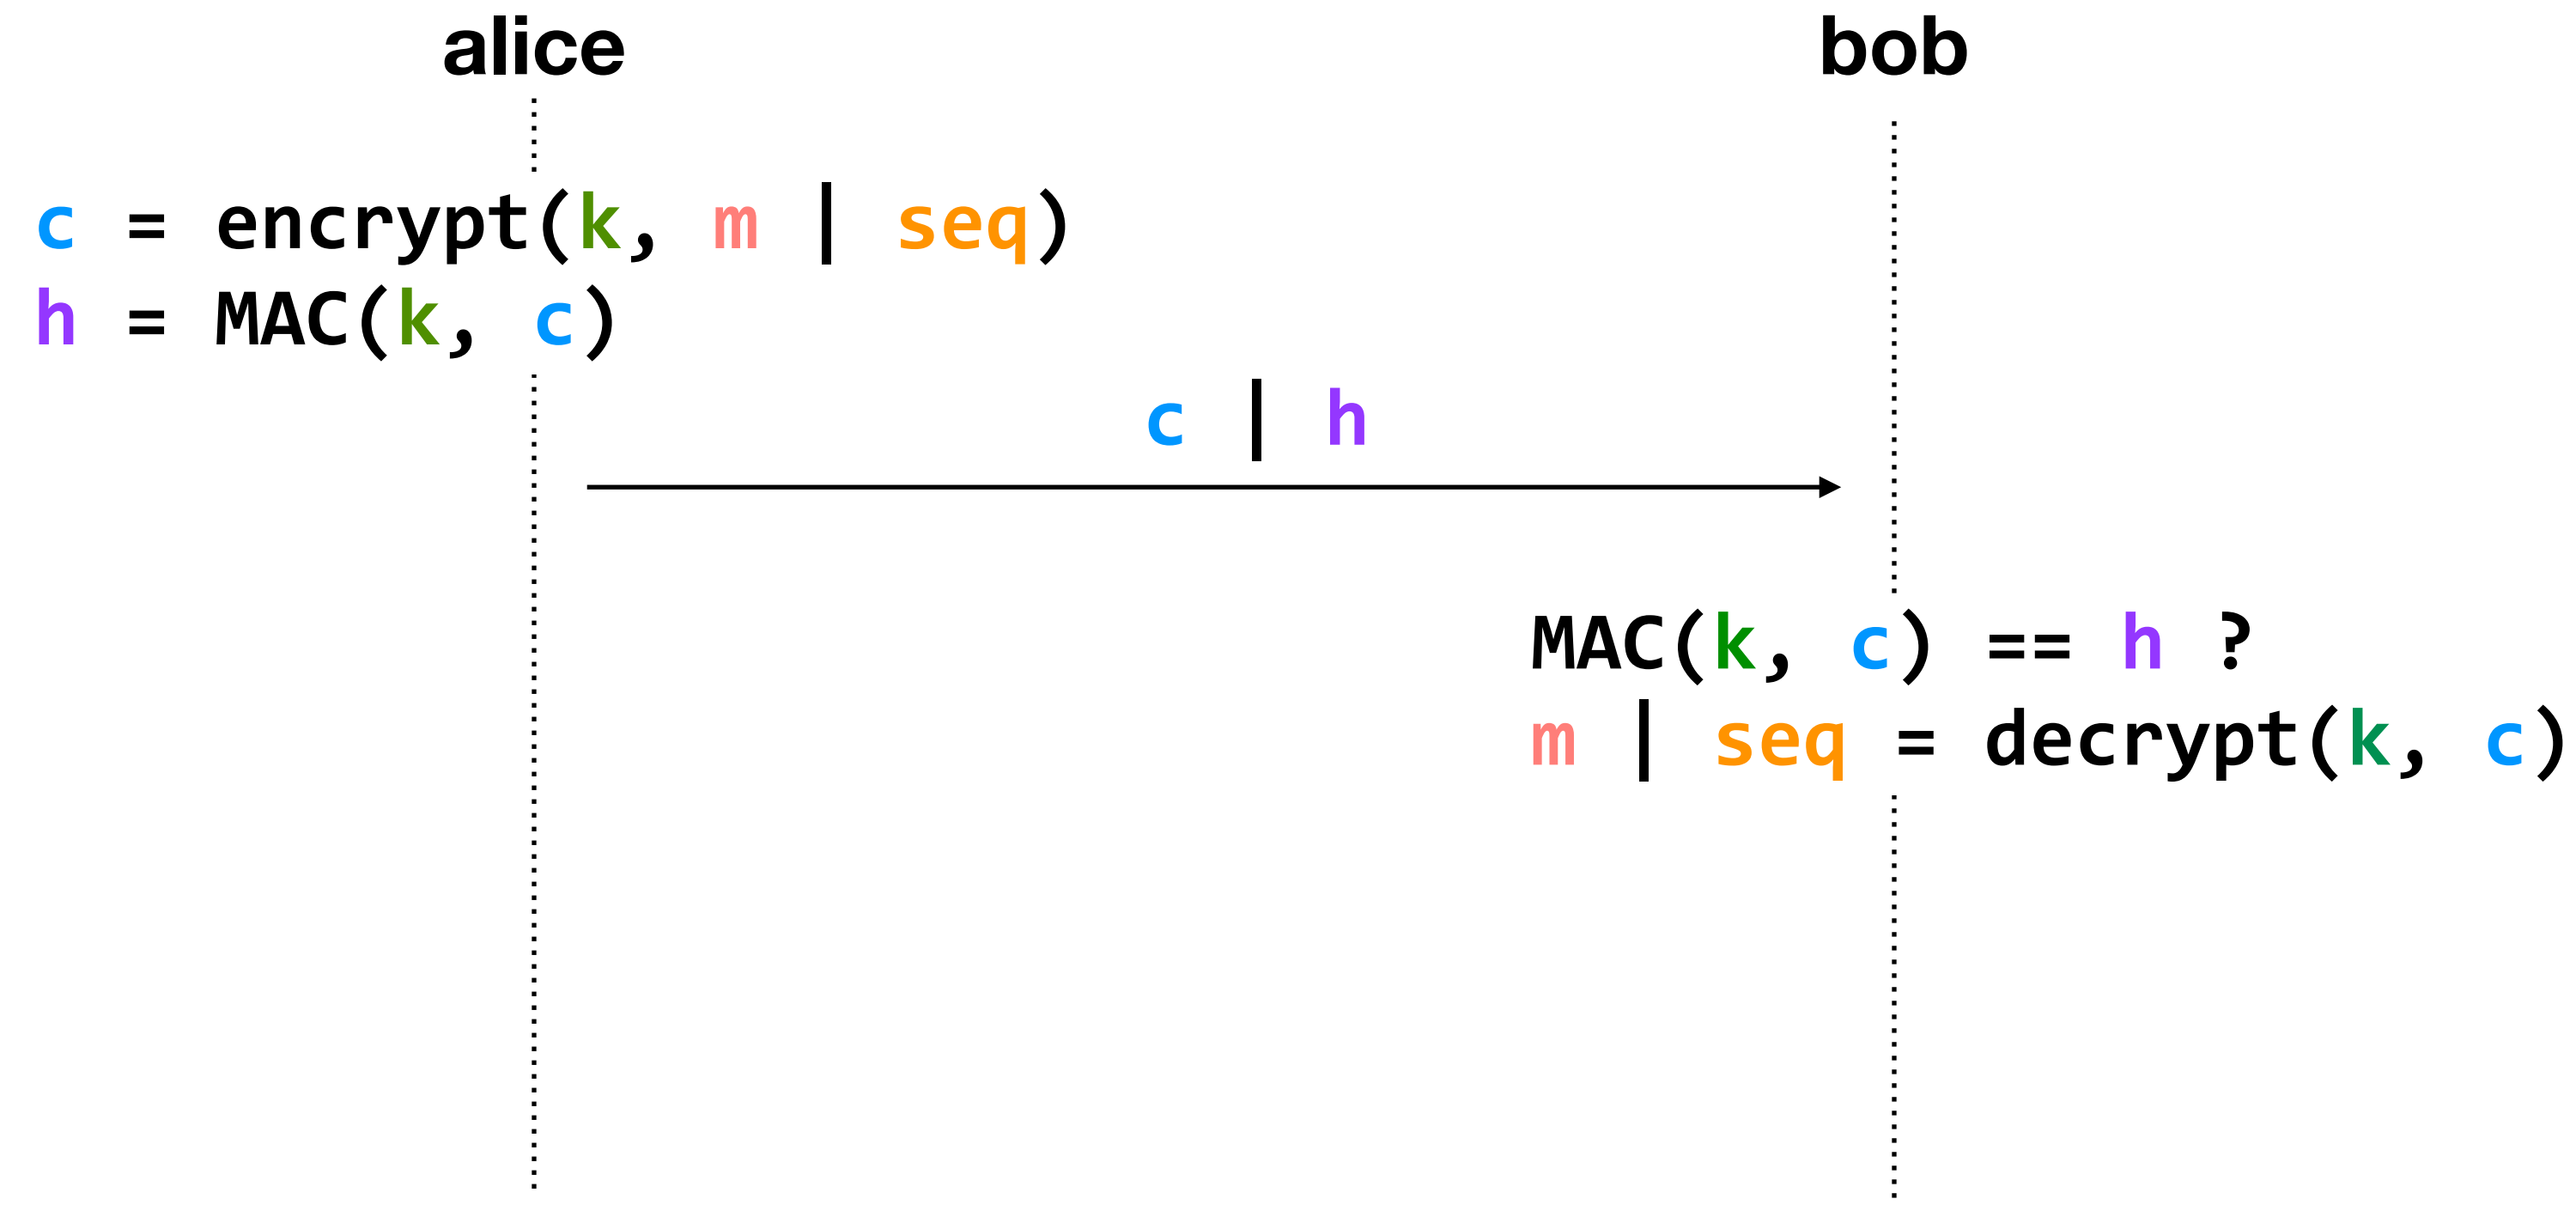 alice
bob
c = encrypt(k, m | seq)
h = MAC(k, c)
c | h
MAC(k, c) == h ?
m | seq = decrypt(k, c)